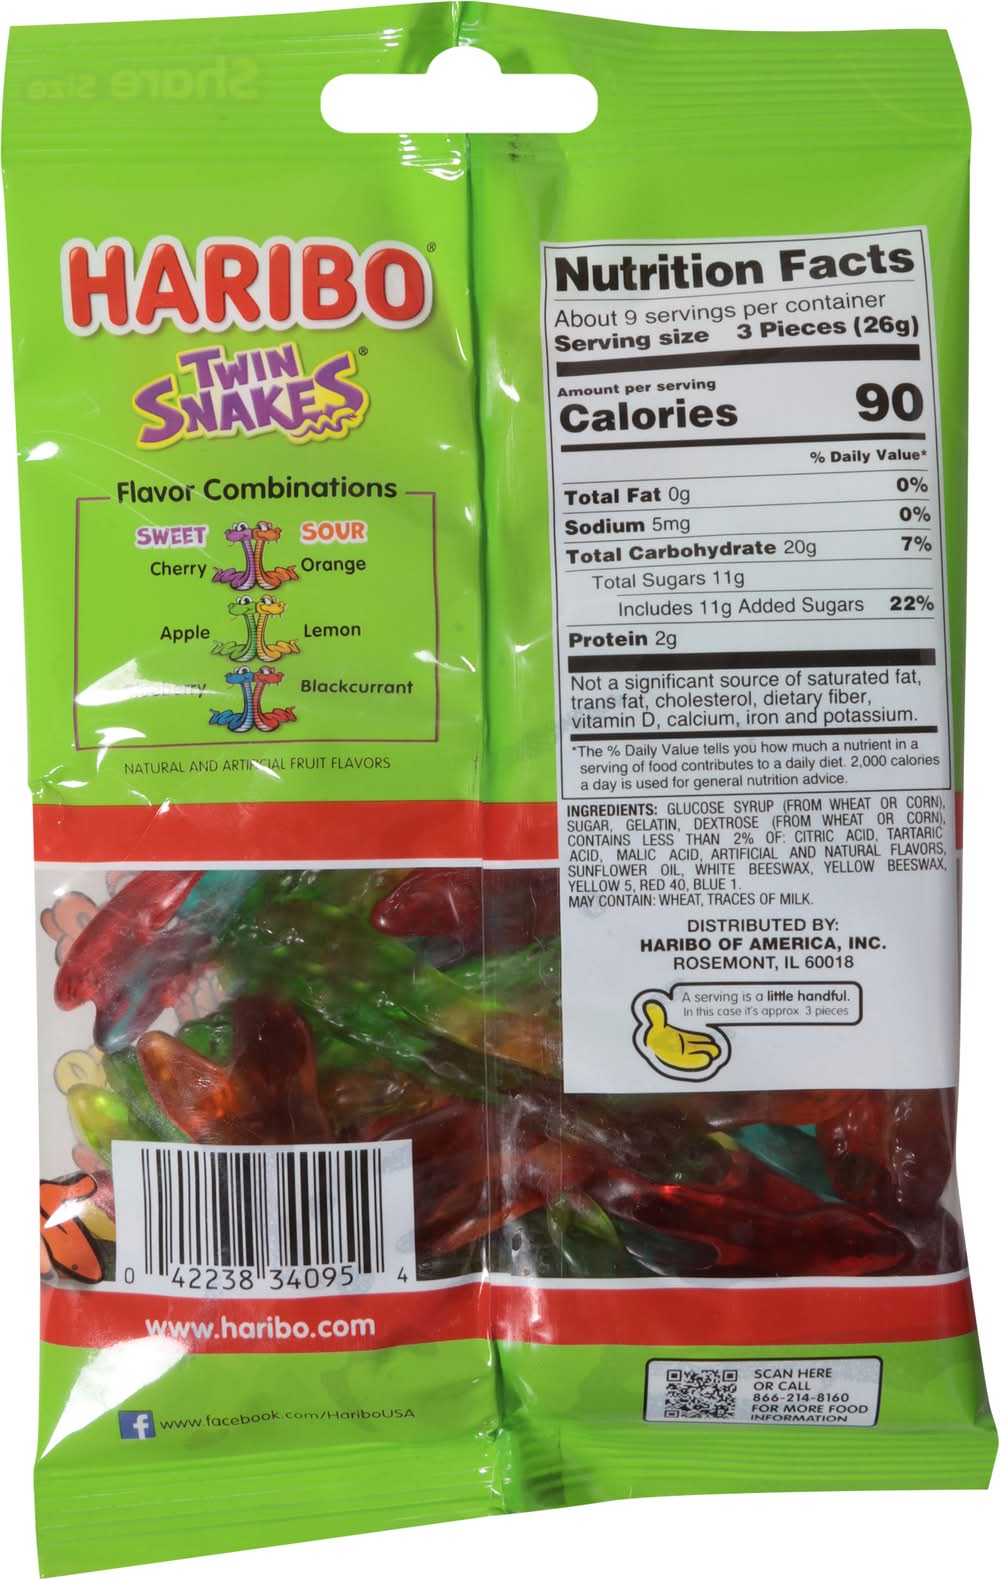 Share Size
HARIBO®
TWIN
SNAKES®
Flavor Combinations
SWEET SOUR
Cherry Orange
Apple Lemon
Blackcurrant
NATURAL AND ARTIFICIAL FRUIT FLAVORS
Nutrition Facts
About 9 servings per container
Serving size 3 Pieces (26g)
Amount per serving
Calories 90
% Daily Value*
Total Fat 0g 0%
Sodium 5mg 0%
Total Carbohydrate 20g 7%
Total Sugars 11g
Includes 11g Added Sugars 22%
Protein 2g
Not a significant source of saturated fat,
trans fat, cholesterol, dietary fiber,
vitamin D, calcium, iron and potassium.
*The % Daily Value tells you how much a nutrient in a
serving of food contributes to a daily diet. 2,000 calories
a day is used for general nutrition advice.
INGREDIENTS: GLUCOSE SYRUP (FROM WHEAT OR CORN),
SUGAR, GELATIN, DEXTROSE (FROM WHEAT OR CORN),
CONTAINS LESS THAN 2% OF: CITRIC ACID, TARTARIC
ACID, MALIC ACID, ARTIFICIAL AND NATURAL FLAVORS,
SUNFLOWER OIL, WHITE BEESWAX, YELLOW BEESWAX,
YELLOW 5, RED 40, BLUE 1.
MAY CONTAIN: WHEAT, TRACES OF MILK.
DISTRIBUTED BY:
HARIBO OF AMERICA, INC.
ROSEMONT, IL 60018
A serving is a little handful.
In this case it's approx 3 pieces
0 42238 34095 4
www.haribo.com
www.facebook.com/HariboUSA
SCAN HERE
OR CALL
866-214-8160
FOR MORE FOOD
INFORMATION